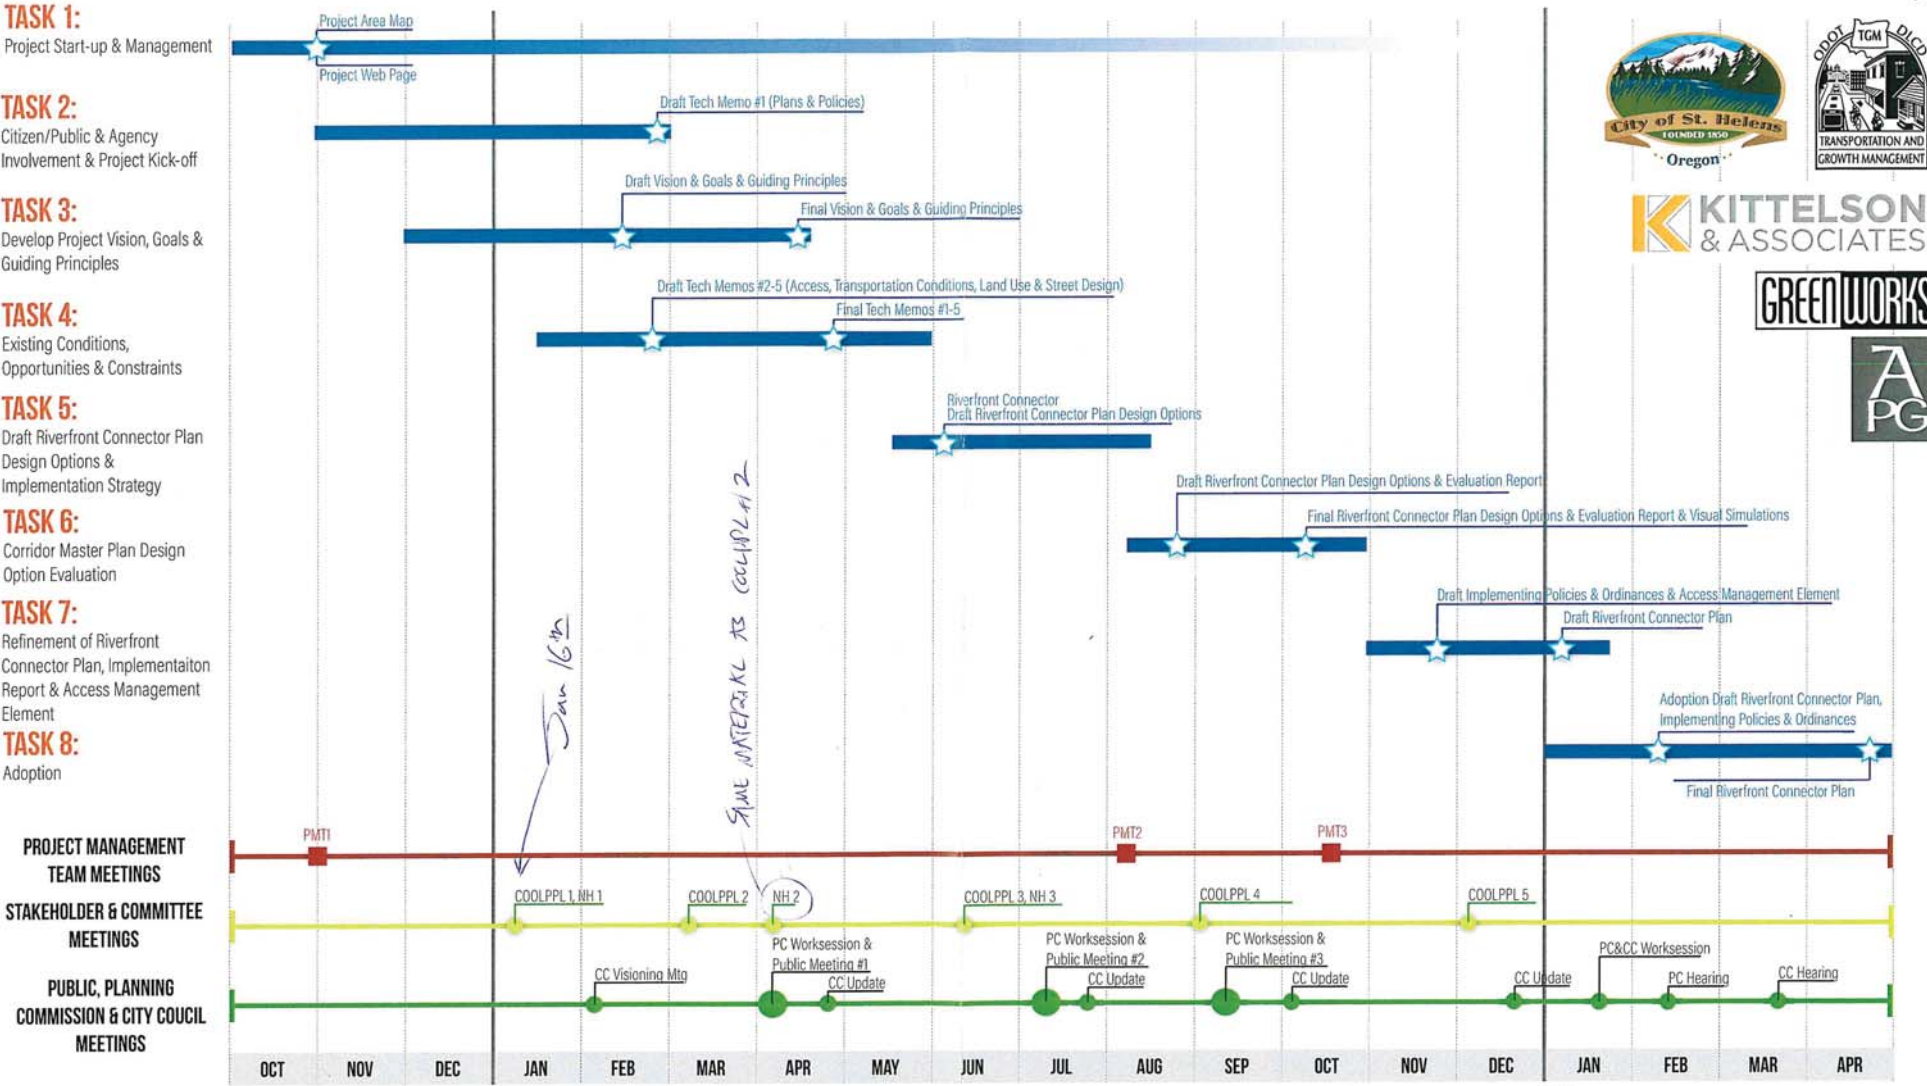 TASK 1:
Project Start-up & Management
Project Area Map
Project Web Page
TASK 2:
Citizen/Public & Agency
Involvement & Project Kick-off
Draft Tech Memo #1 (Plans & Policies)
TASK 3:
Develop Project Vision, Goals &
Guiding Principles
Draft Vision & Goals & Guiding Principles
Final Vision & Goals & Guiding Principles
TASK 4:
Existing Conditions,
Opportunities & Constraints
Draft Tech Memos #2-5 (Access, Transportation Conditions, Land Use & Street Design)
Final Tech Memos #1-5
TASK 5:
Draft Riverfront Connector Plan
Design Options &
Implementation Strategy
Riverfront Connector
Draft Riverfront Connector Plan Design Options
TASK 6:
Corridor Master Plan Design
Option Evaluation
Draft Riverfront Connector Plan Design Options & Evaluation Report
Final Riverfront Connector Plan Design Options & Evaluation Report & Visual Simulations
TASK 7:
Refinement of Riverfront
Connector Plan, Implementaiton
Report & Access Management
Element
Draft Implementing Policies & Ordinances & Access Management Element
Draft Riverfront Connector Plan
TASK 8:
Adoption
Adoption Draft Riverfront Connector Plan,
Implementing Policies & Ordinances
Final Riverfront Connector Plan
City of St. Helens
FOUNDED 1850
Oregon
ODOT TGM DLCD
TRANSPORTATION AND
GROWTH MANAGEMENT
KITTELSON
& ASSOCIATES
GREENWORKS
APG
Jan 16th
SAME MATERIAL AS COOLPPL #2
PROJECT MANAGEMENT
TEAM MEETINGS
PMT1
PMT2
PMT3
STAKEHOLDER & COMMITTEE
MEETINGS
COOLPPL 1, NH 1
COOLPPL 2
NH 2
COOLPPL 3, NH 3
COOLPPL 4
COOLPPL 5
PUBLIC, PLANNING
COMMISSION & CITY COUCIL
MEETINGS
CC Visioning Mtg
PC Worksession &
Public Meeting #1
CC Update
PC Worksession &
Public Meeting #2
CC Update
PC Worksession &
Public Meeting #3
CC Update
CC Update
PC&CC Worksession
PC Hearing
CC Hearing
OCT NOV DEC JAN FEB MAR APR MAY JUN JUL AUG SEP OCT NOV DEC JAN FEB MAR APR